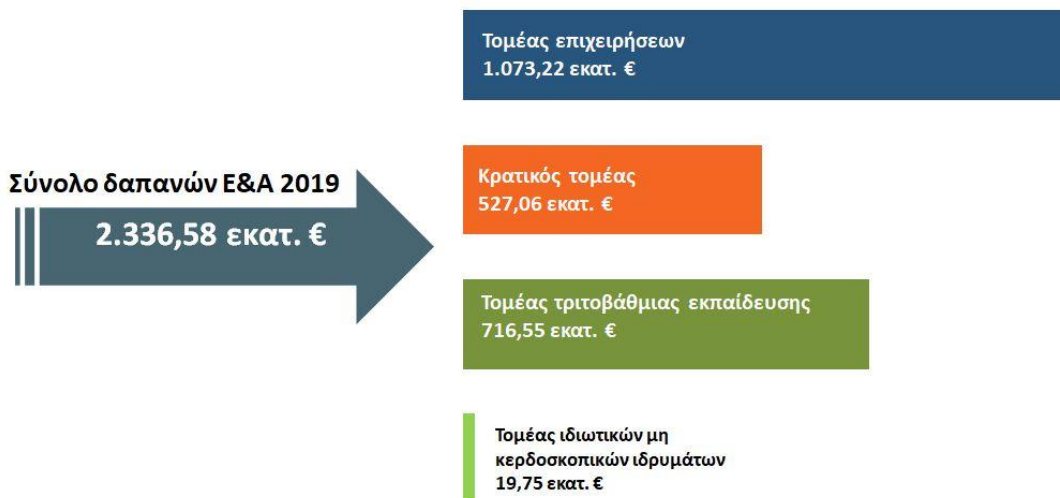 Σύνολο δαπανών Ε&Α 2019
2.336,58 εκατ. €
Τομέας επιχειρήσεων
1.073,22 εκατ. €
Κρατικός τομέας
527,06 εκατ. €
Τομέας τριτοβάθμιας εκπαίδευσης
716,55 εκατ. €
Τομέας ιδιωτικών μη
κερδοσκοπικών ιδρυμάτων
19,75 εκατ. €